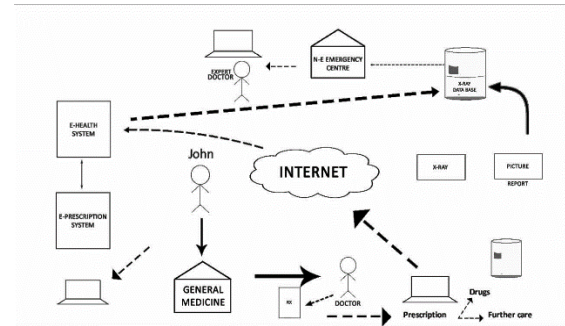 EXPERT
DOCTOR
N-E EMERGENCY
CENTRE
X-RAY
DATA BASE
E-HEALTH
SYSTEM
John
INTERNET
X-RAY
PICTURE
REPORT
E-PRESCRIPTION
SYSTEM
GENERAL
MEDICINE
RX
DOCTOR
Prescription
Drugs
Further care